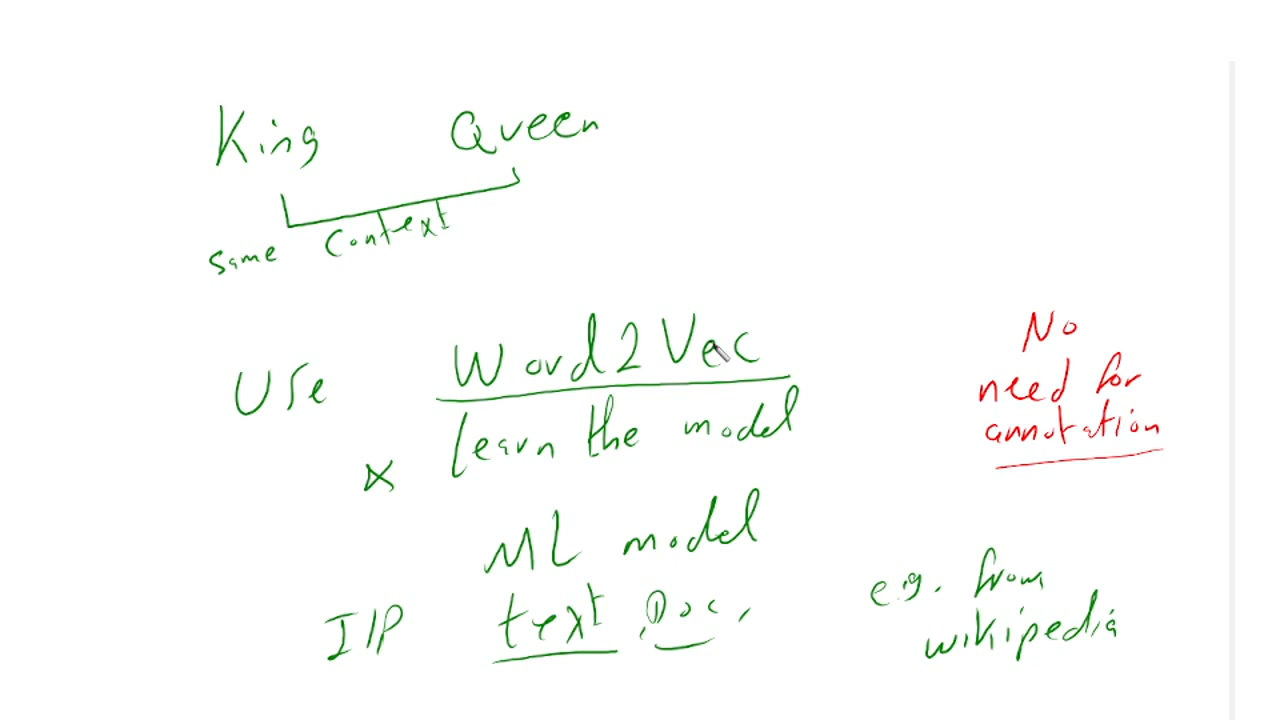 King Queen
Same Context
Use Word2Vec
learn the model
ML model
I/P text Doc.
No
need for
annotation
e.g. from
wikipedia